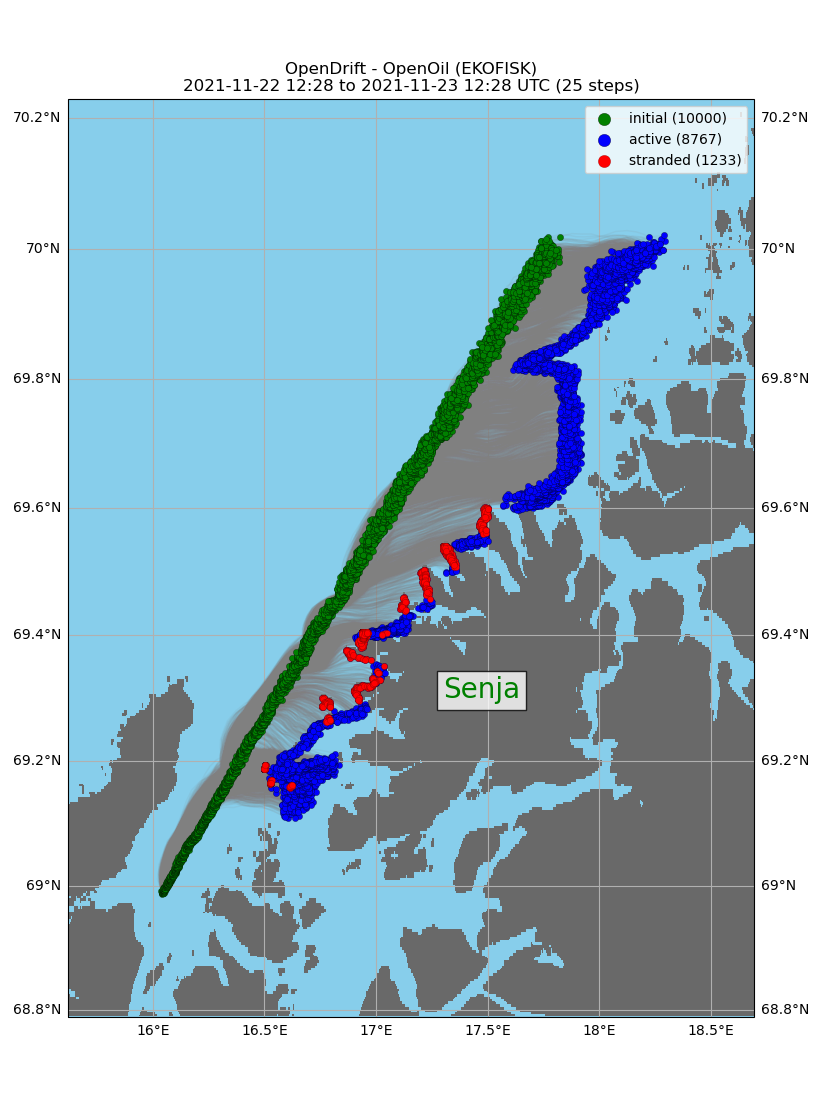 OpenDrift - OpenOil (EKOFISK)
2021-11-22 12:28 to 2021-11-23 12:28 UTC (25 steps)
initial (10000)
active (8767)
stranded (1233)
70.2°N 70.2°N
70°N 70°N
69.8°N 69.8°N
69.6°N 69.6°N
69.4°N 69.4°N
Senja
69.2°N 69.2°N
69°N 69°N
68.8°N 68.8°N
16°E 16.5°E 17°E 17.5°E 18°E 18.5°E